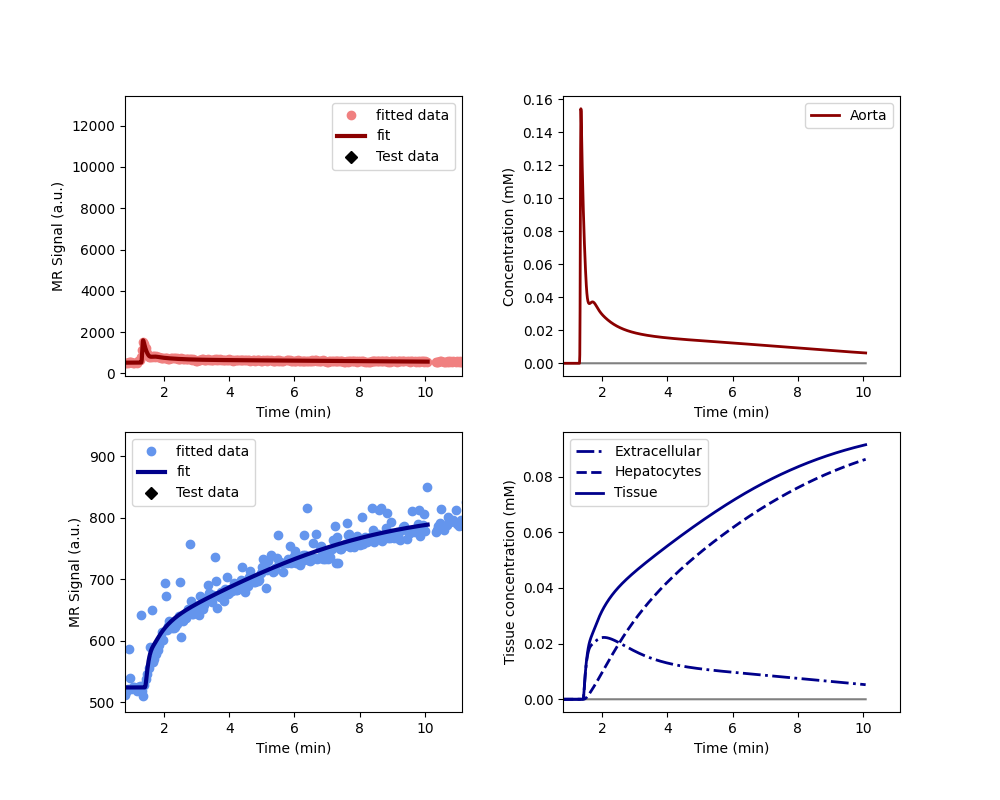 12000
10000
8000
6000
4000
2000
0
MR Signal (a.u.)
fitted data
fit
Test data
2 4 6 8 10
Time (min)
0.16
0.14
0.12
0.10
0.08
0.06
0.04
0.02
0.00
Concentration (mM)
Aorta
2 4 6 8 10
Time (min)
900
800
700
600
500
MR Signal (a.u.)
fitted data
fit
Test data
2 4 6 8 10
Time (min)
0.08
0.06
0.04
0.02
0.00
Tissue concentration (mM)
Extracellular
Hepatocytes
Tissue
2 4 6 8 10
Time (min)